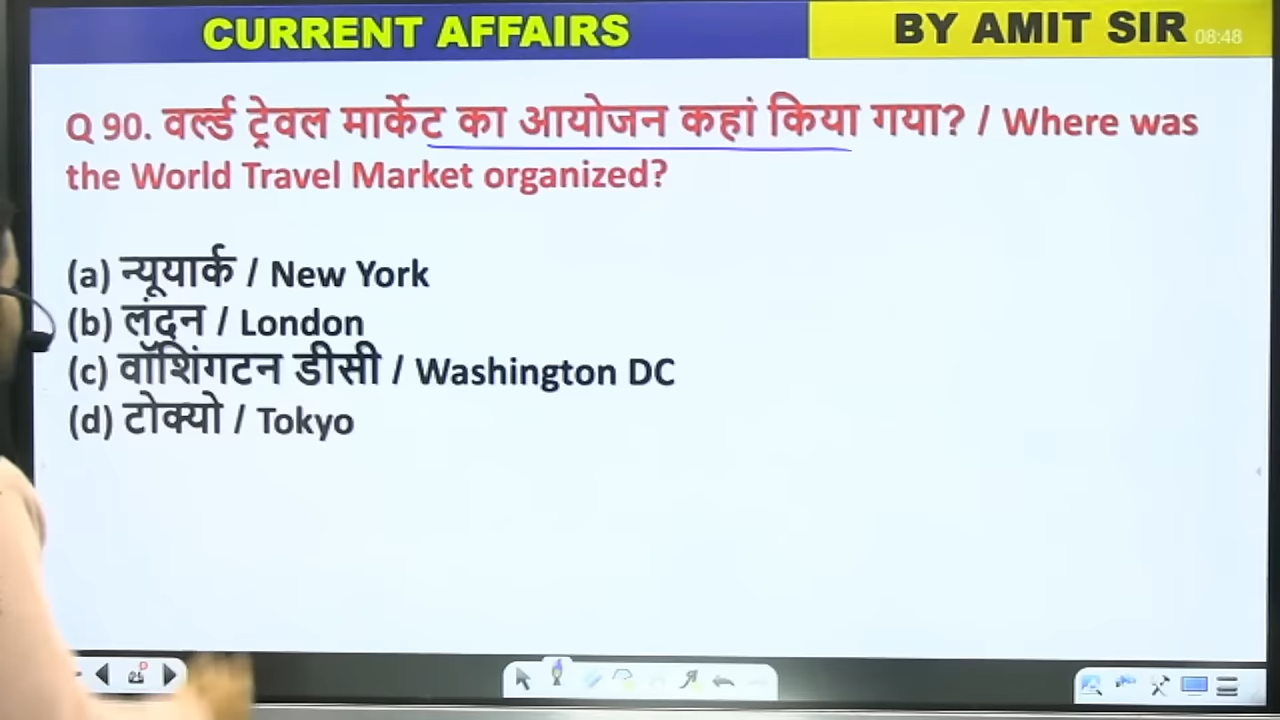 CURRENT AFFAIRS
BY AMIT SIR
08:48
Q 90. वर्ल्ड ट्रेवल मार्केट का आयोजन कहां किया गया? / Where was
the World Travel Market organized?
(a) न्यूयार्क / New York
(b) लंदन / London
(c) वॉशिंगटन डीसी / Washington DC
(d) टोक्यो / Tokyo